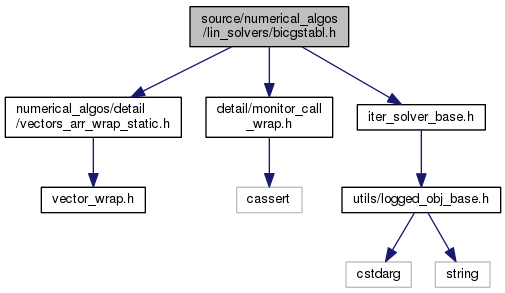 source/numerical_algos
/lin_solvers/bicgstabl.h
numerical_algos/detail
/vectors_arr_wrap_static.h
detail/monitor_call
_wrap.h
iter_solver_base.h
vector_wrap.h
cassert
utils/logged_obj_base.h
cstdarg
string